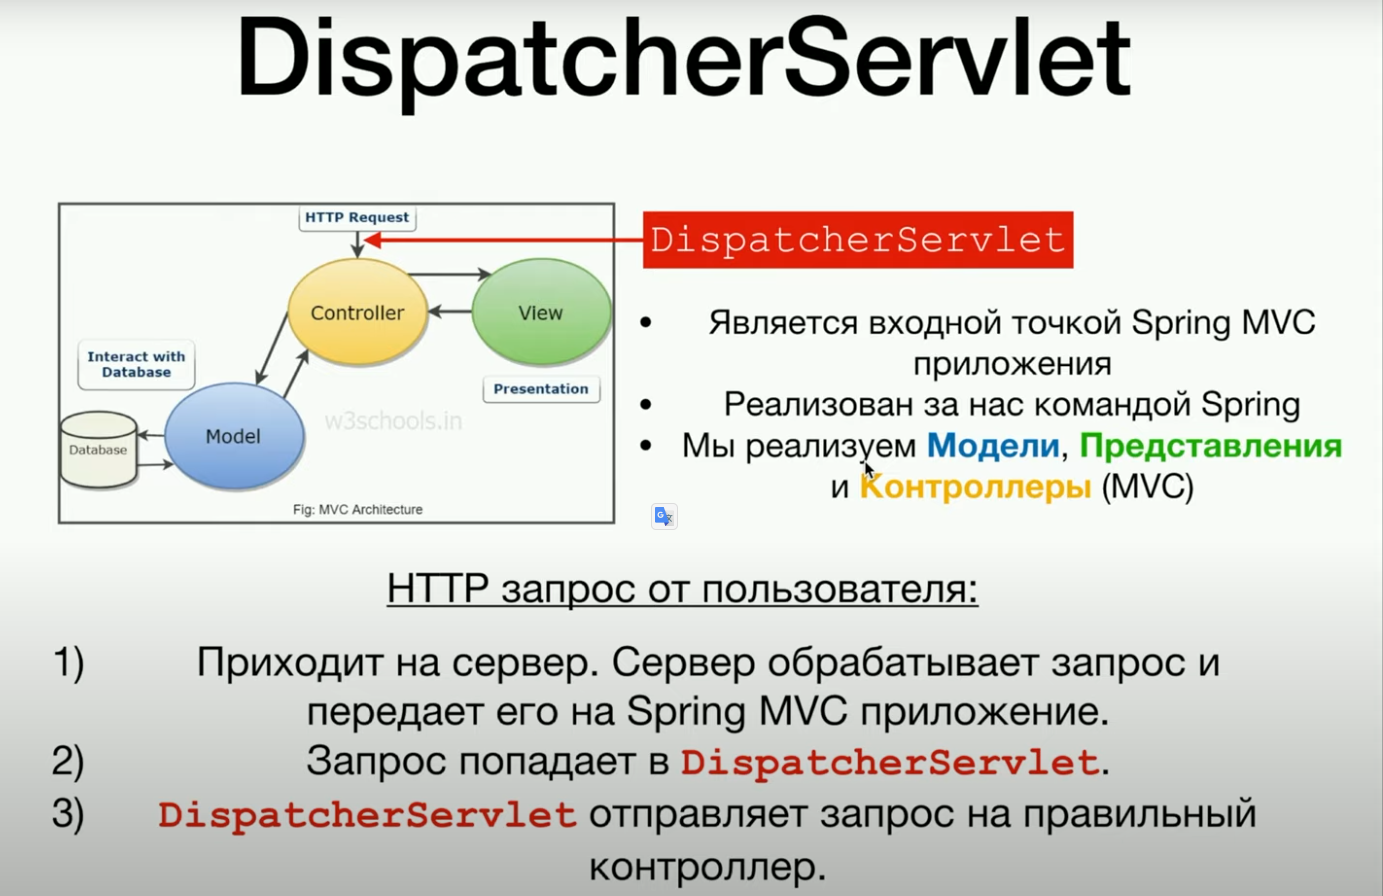 DispatcherServlet
HTTP Request
DispatcherServlet
Controller
View
Interact with
Database
Presentation
Model
Database
w3schools.in
Fig: MVC Architecture
• Является входной точкой Spring MVC
приложения
• Реализован за нас командой Spring
• Мы реализуем Модели, Представления
и Контроллеры (MVC)
HTTP запрос от пользователя:
1) Приходит на сервер. Сервер обрабатывает запрос и
передает его на Spring MVC приложение.
2) Запрос попадает в DispatcherServlet.
3) DispatcherServlet отправляет запрос на правильный
контроллер.